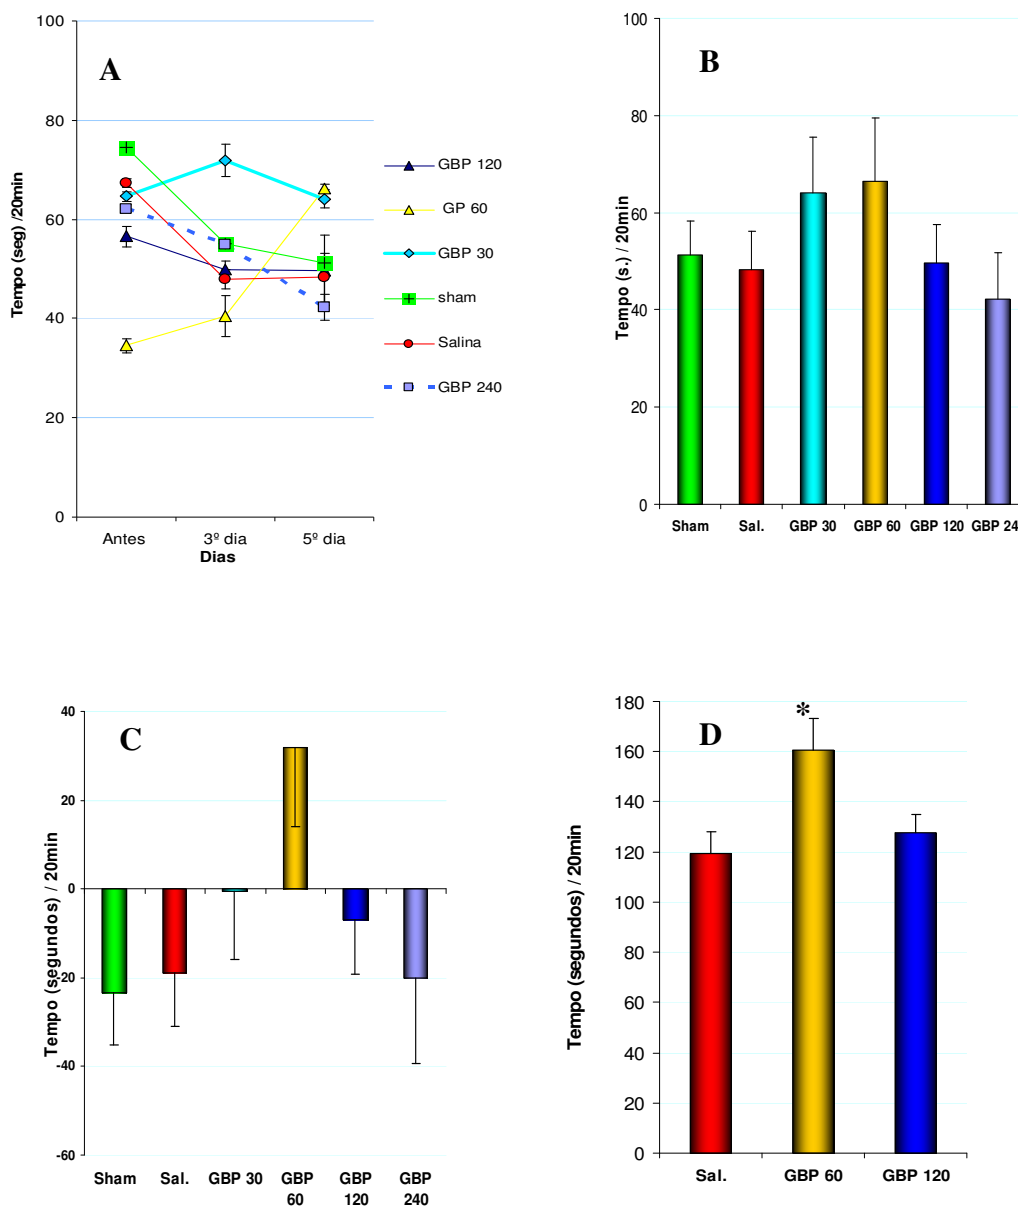 A
Tempo (seg) /20min
100
80
60
40
20
0
Antes 3º dia 5º dia
Dias
GBP 120
GP 60
GBP 30
sham
Salina
GBP 240
B
Tempo (s.) / 20min
100
80
60
40
20
0
Sham Sal. GBP 30 GBP 60 GBP 120 GBP 24
C
Tempo (segundos) / 20min
40
20
0
-20
-40
-60
Sham Sal. GBP 30 GBP 60 GBP 120 GBP 240
D
*
Tempo (segundos) / 20min
180
160
140
120
100
80
60
40
20
0
Sal. GBP 60 GBP 120